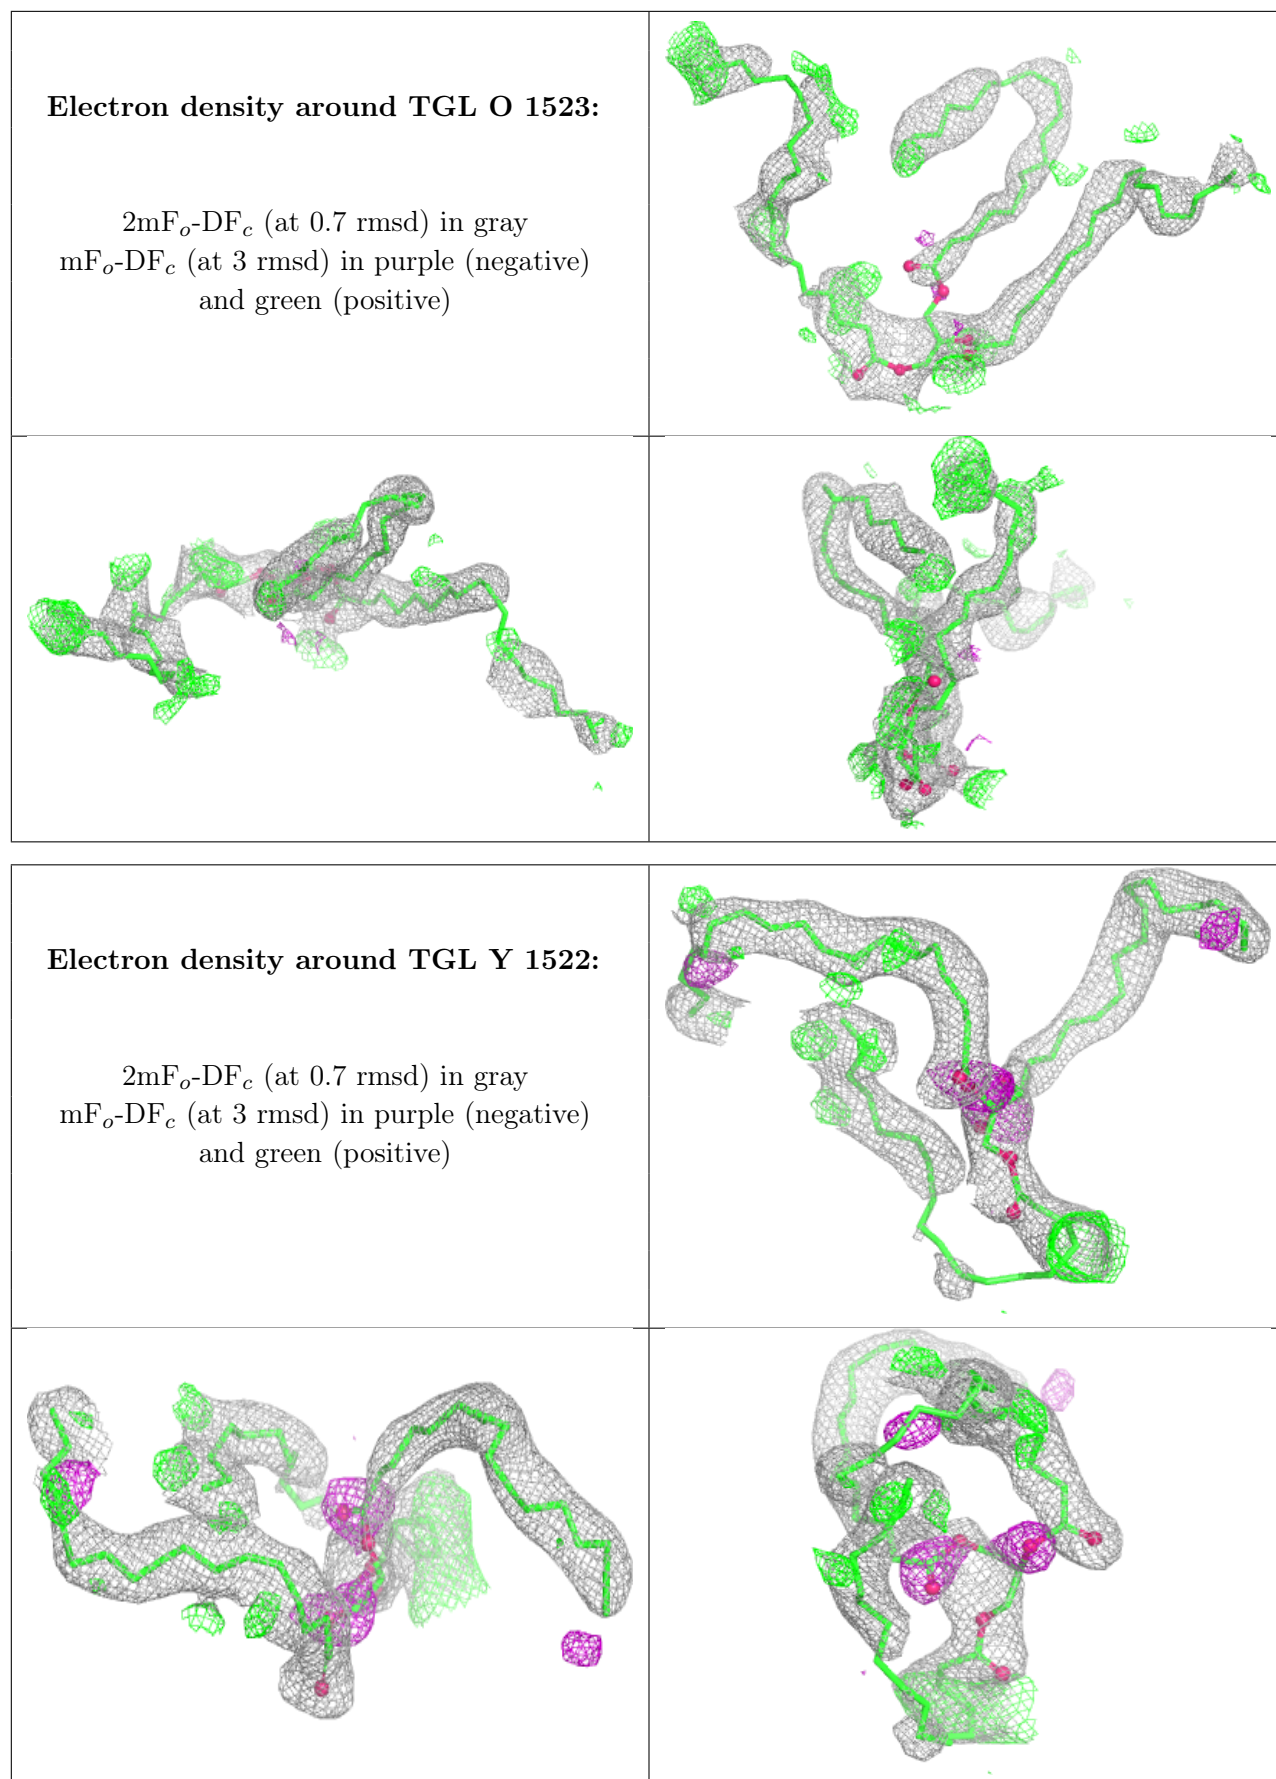 Electron density around TGL O 1523:
2mFo-DFc (at 0.7 rmsd) in gray
mFo-DFc (at 3 rmsd) in purple (negative)
and green (positive)
Electron density around TGL Y 1522:
2mFo-DFc (at 0.7 rmsd) in gray
mFo-DFc (at 3 rmsd) in purple (negative)
and green (positive)